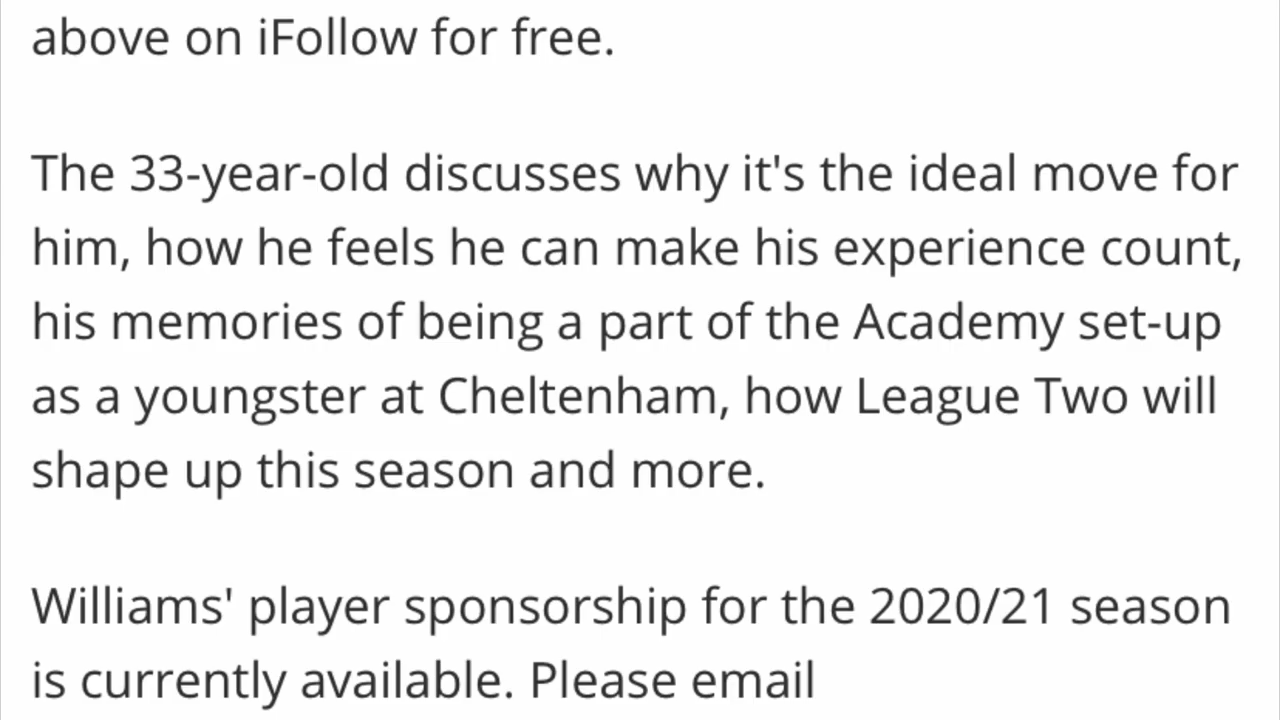 above on iFollow for free.
The 33-year-old discusses why it's the ideal move for
him, how he feels he can make his experience count,
his memories of being a part of the Academy set-up
as a youngster at Cheltenham, how League Two will
shape up this season and more.
Williams' player sponsorship for the 2020/21 season
is currently available. Please email